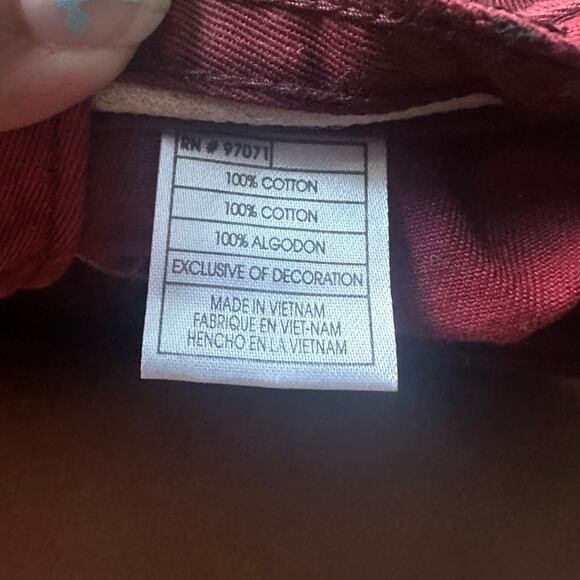 RN # 97071
100% COTTON
100% COTTON
100% ALGODON
EXCLUSIVE OF DECORATION
MADE IN VIETNAM
FABRIQUE EN VIET-NAM
HENCHO EN LA VIETNAM